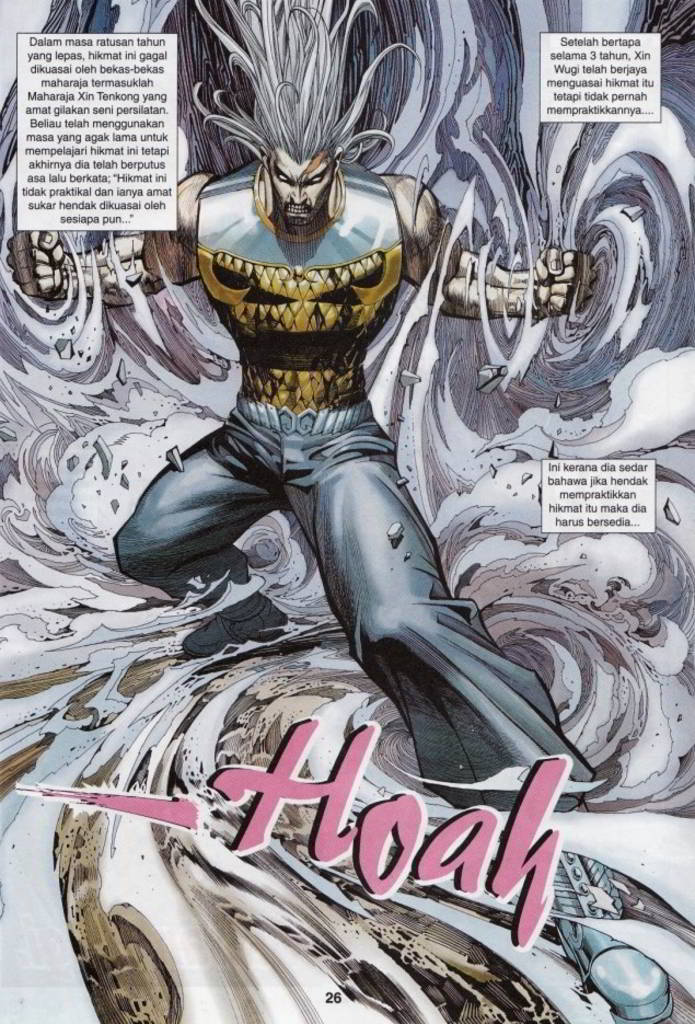 Dalam masa ratusan tahun
yang lepas, hikmat ini gagal
dikuasai oleh bekas-bekas
maharaja termasuklah
Maharaja Xin Tenkong yang
amat gilakan seni persilatan.
Beliau telah menggunakan
masa yang agak lama untuk
mempelajari hikmat ini tetapi
akhirnya dia telah berputus
asa lalu berkata; "Hikmat ini
tidak praktikal dan ianya amat
sukar hendak dikuasai oleh
sesiapa pun..."
Setelah bertapa
selama 3 tahun, Xin
Wugi telah berjaya
menguasai hikmat itu
tetapi tidak pernah
mempraktikkannya....
Ini kerana dia sedar
bahawa jika hendak
mempraktikkan
hikmat itu maka dia
harus bersedia...
Hoah
26